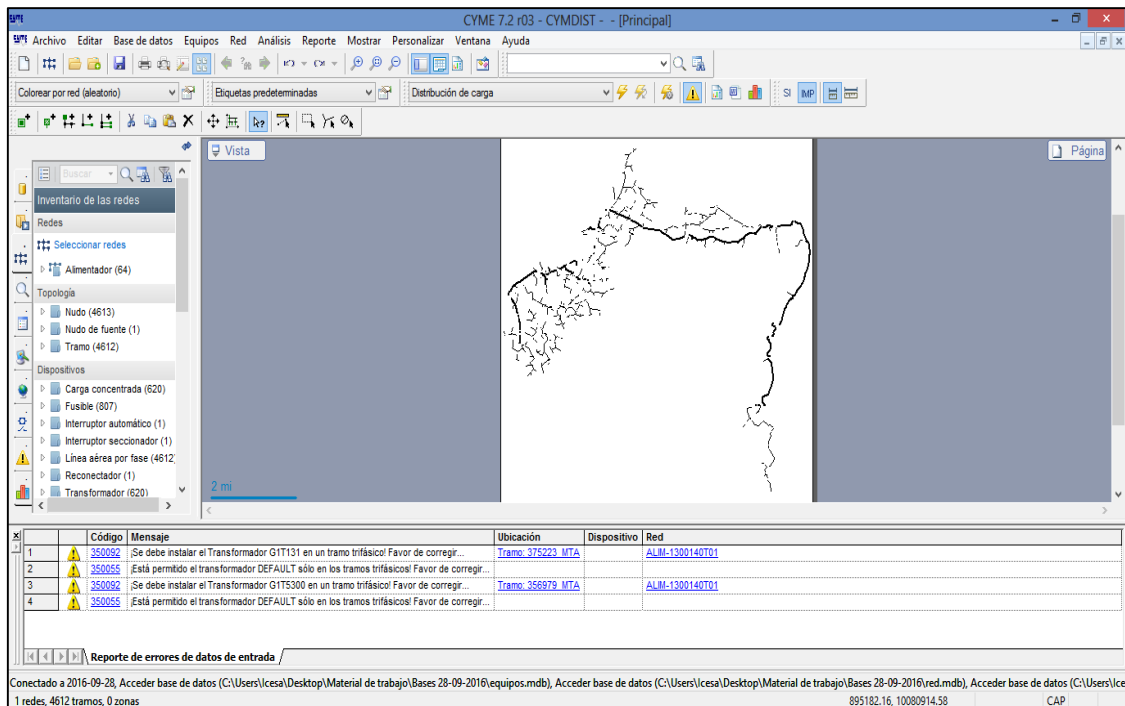 CYME 7.2 r03 - CYMDIST - - [Principal]
Archivo Editar Base de datos Equipos Red Análisis Reporte Mostrar Personalizar Ventana Ayuda
Colorear por red (aleatorio) Etiquetas predeterminadas Distribución de carga SI IMP
Vista
Página
Buscar
Inventario de las redes
Redes
Seleccionar redes
Alimentador (64)
Topología
Nudo (4613)
Nudo de fuente (1)
Tramo (4612)
Dispositivos
Carga concentrada (620)
Fusible (807)
Interruptor automático (1)
Interruptor seccionador (1)
Línea aérea por fase (4612)
Reconectador (1)
Transformador (620)
2 mi
Código Mensaje Ubicación Dispositivo Red
1 350092 ¡Se debe instalar el Transformador G1T131 en un tramo trifásico! Favor de corregir... Tramo: 375223_MTA ALIM-1300140T01
2 350055 ¡Está permitido el transformador DEFAULT sólo en los tramos trifásicos! Favor de corregir...
3 350092 ¡Se debe instalar el Transformador G1T5300 en un tramo trifásico! Favor de corregir... Tramo: 356979_MTA ALIM-1300140T01
4 350055 ¡Está permitido el transformador DEFAULT sólo en los tramos trifásicos! Favor de corregir...
Reporte de errores de datos de entrada
Conectado a 2016-09-28, Acceder base de datos (C:\Users\lcesa\Desktop\Material de trabajo\Bases 28-09-2016\equipos.mdb), Acceder base de datos (C:\Users\lcesa\Desktop\Material de trabajo\Bases 28-09-2016\red.mdb), Acceder base de datos (C:\Users\lce
1 redes, 4612 tramos, 0 zonas 895182.16, 10080914.58 CAP